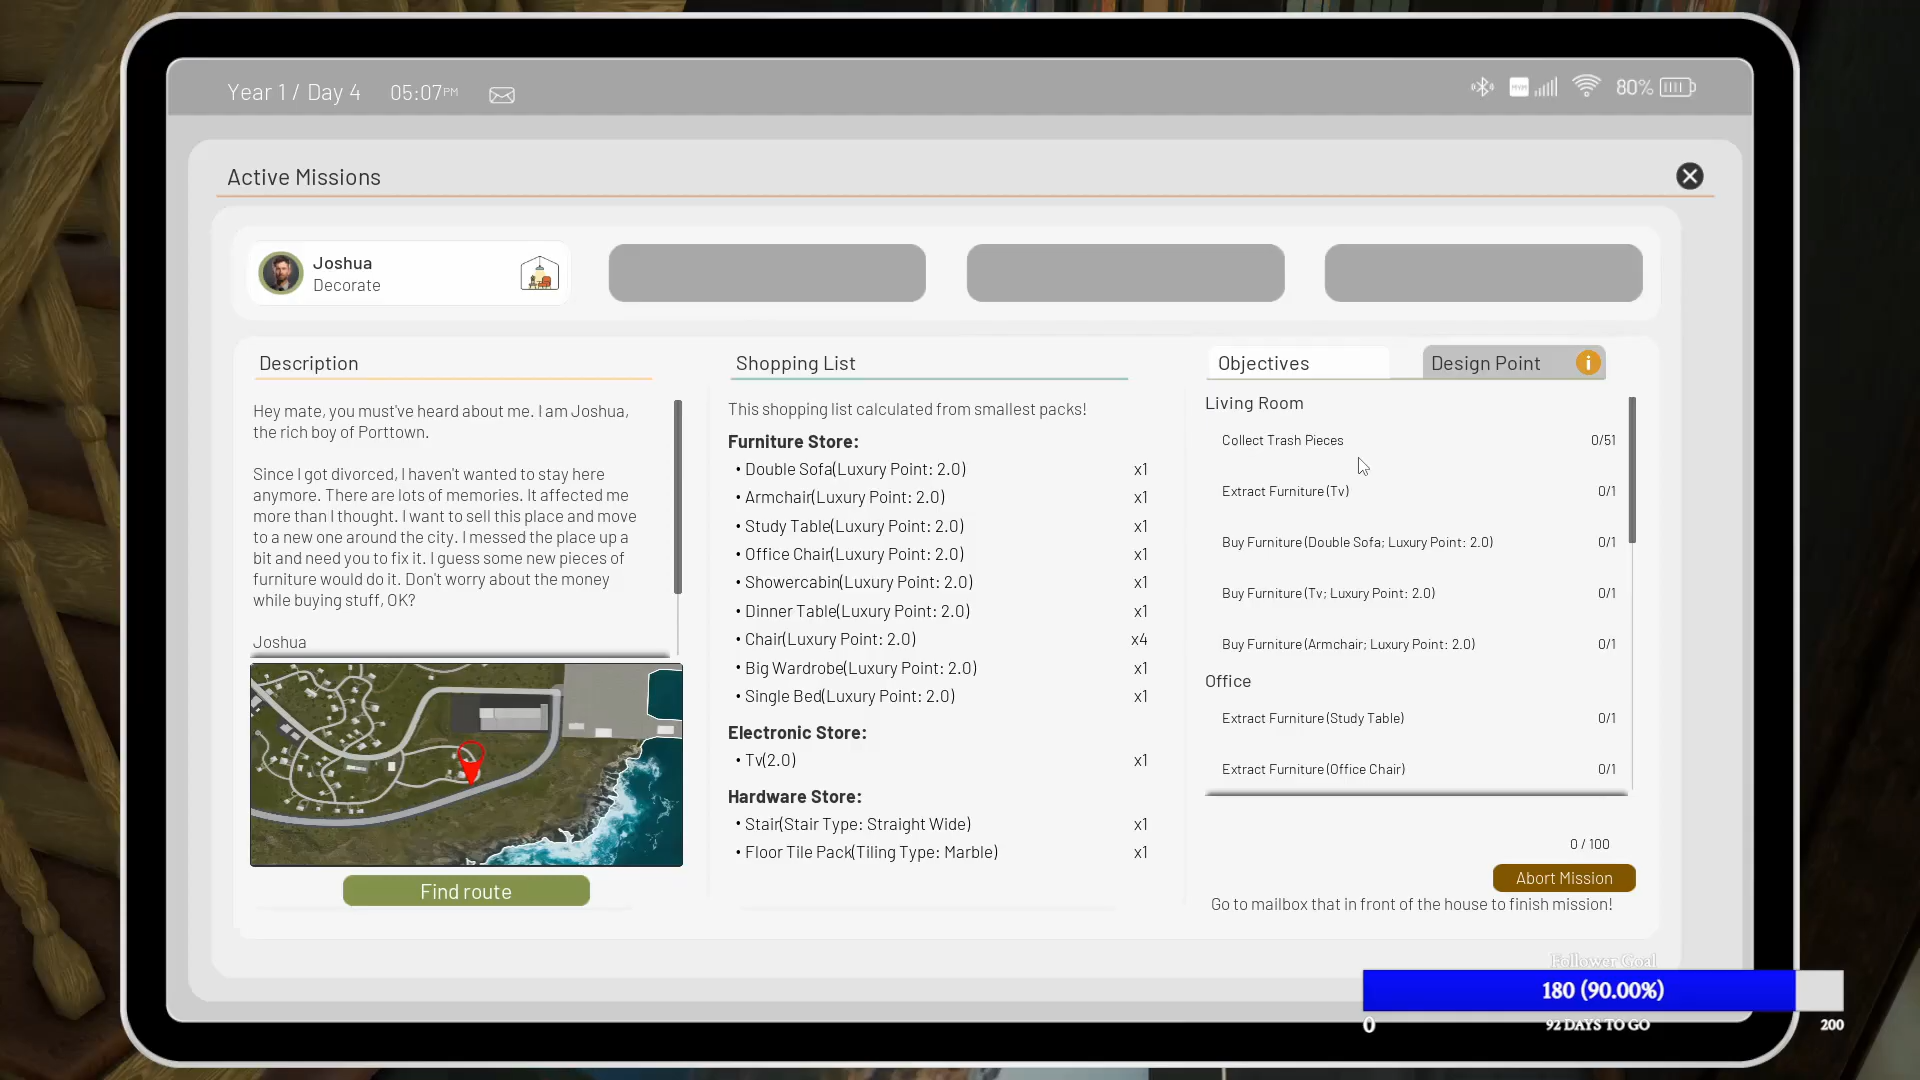 Year 1 / Day 4 05:07PM
80%
Active Missions
Joshua
Decorate
Description
Hey mate, you must've heard about me. I am Joshua,
the rich boy of Porttown.
Since I got divorced, I haven't wanted to stay here
anymore. There are lots of memories. It affected me
more than I thought. I want to sell this place and move
to a new one around the city. I messed the place up a
bit and need you to fix it. I guess some new pieces of
furniture would do it. Don't worry about the money
while buying stuff, OK?
Joshua
Find route
Shopping List
This shopping list calculated from smallest packs!
Furniture Store:
• Double Sofa(Luxury Point: 2.0) x1
• Armchair(Luxury Point: 2.0) x1
• Study Table(Luxury Point: 2.0) x1
• Office Chair(Luxury Point: 2.0) x1
• Showercabin(Luxury Point: 2.0) x1
• Dinner Table(Luxury Point: 2.0) x1
• Chair(Luxury Point: 2.0) x4
• Big Wardrobe(Luxury Point: 2.0) x1
• Single Bed(Luxury Point: 2.0) x1
Electronic Store:
• Tv(2.0) x1
Hardware Store:
• Stair(Stair Type: Straight Wide) x1
• Floor Tile Pack(Tiling Type: Marble) x1
Objectives
Design Point i
Living Room
Collect Trash Pieces 0/51
Extract Furniture (Tv) 0/1
Buy Furniture (Double Sofa; Luxury Point: 2.0) 0/1
Buy Furniture (Tv; Luxury Point: 2.0) 0/1
Buy Furniture (Armchair; Luxury Point: 2.0) 0/1
Office
Extract Furniture (Study Table) 0/1
Extract Furniture (Office Chair) 0/1
0 / 100
Abort Mission
Go to mailbox that in front of the house to finish mission!
Follower Goal
180 (90.00%)
0 92 DAYS TO GO 200